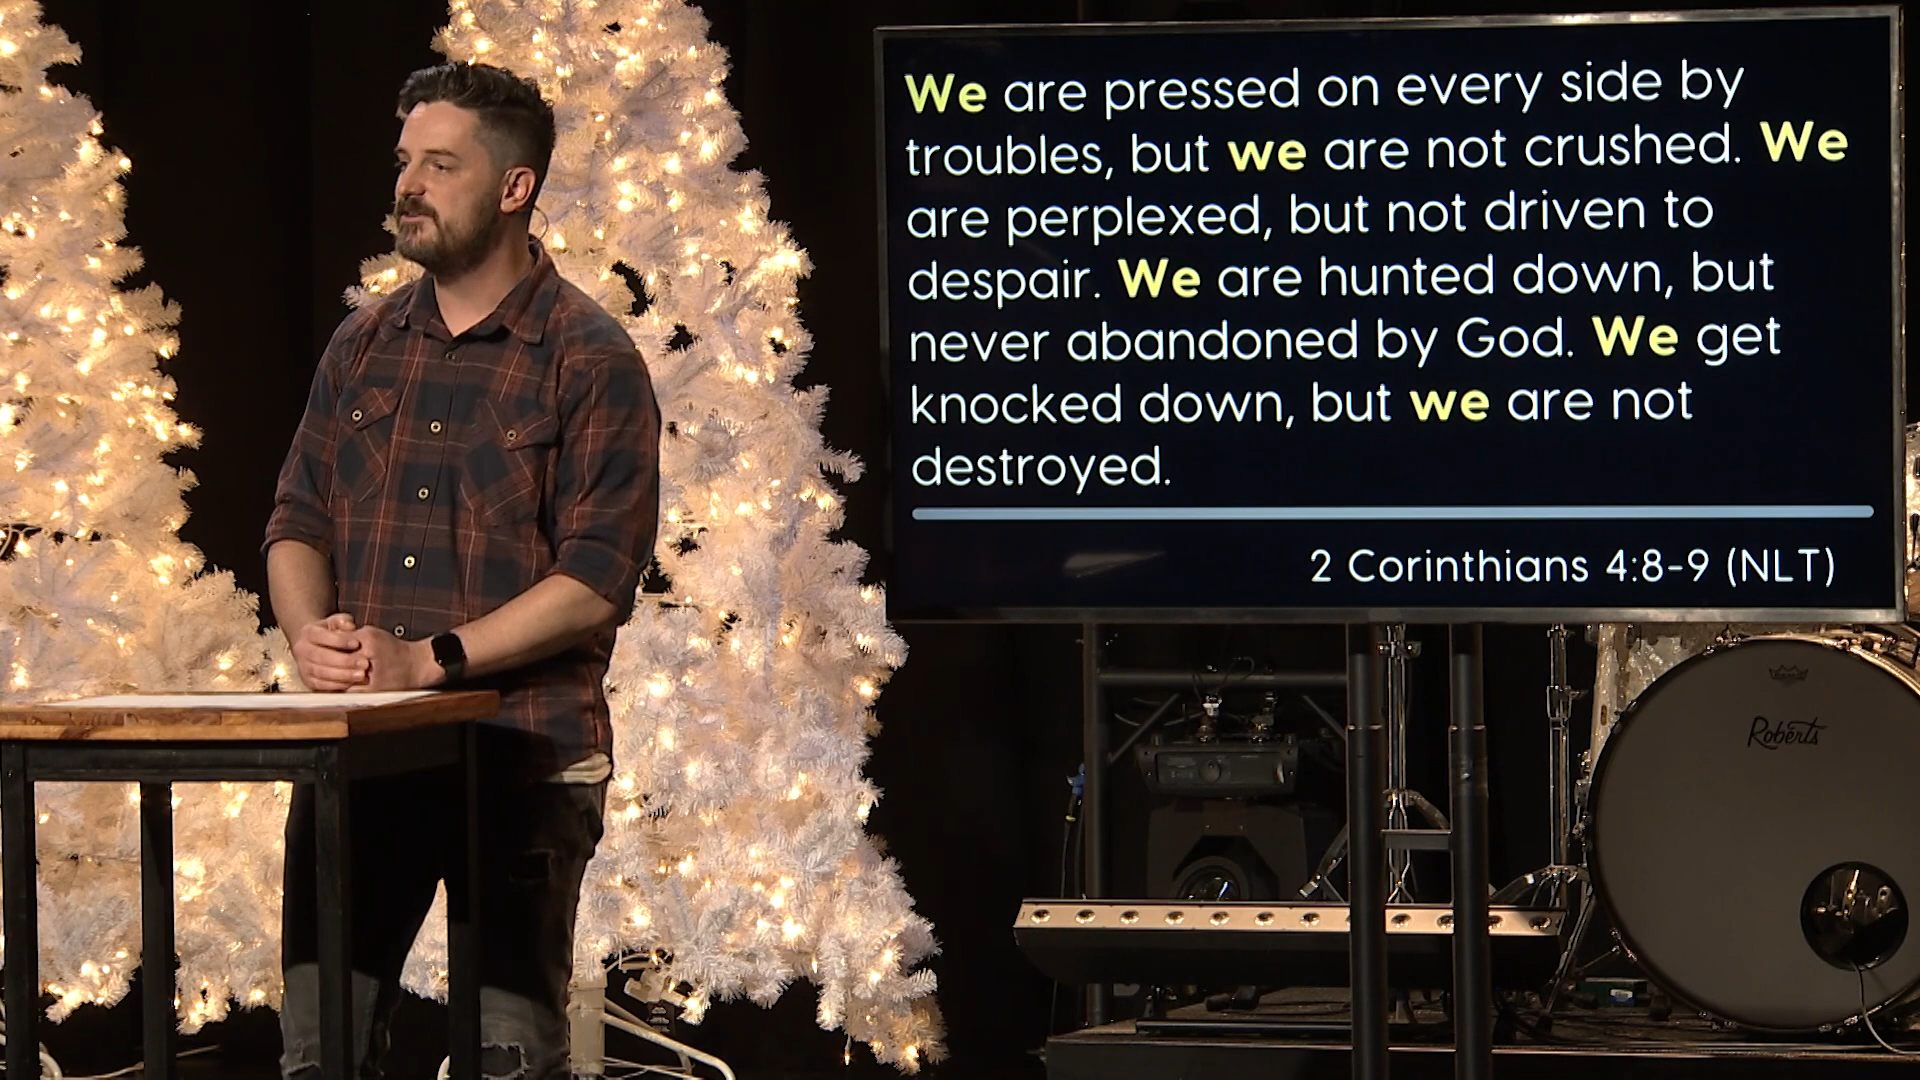 We are pressed on every side by
troubles, but we are not crushed. We
are perplexed, but not driven to
despair. We are hunted down, but
never abandoned by God. We get
knocked down, but we are not
destroyed.
2 Corinthians 4:8-9 (NLT)
Roberts